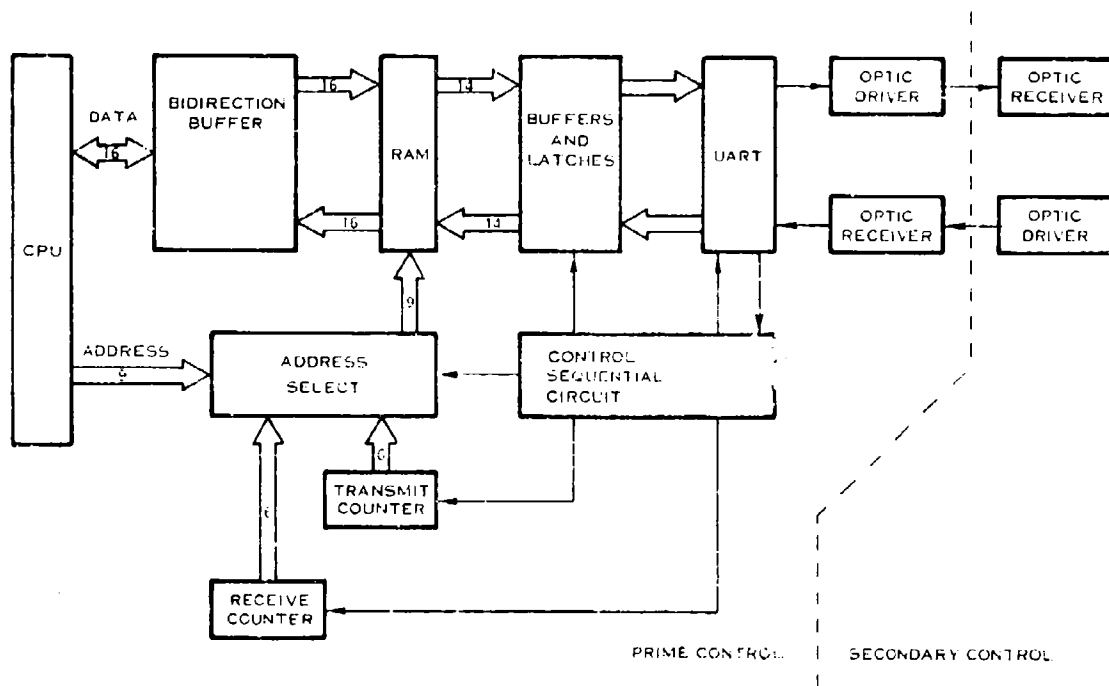 CPU
DATA
16
BIDIRECTION
BUFFER
16
16
RAM
14
14
BUFFERS
AND
LATCHES
UART
OPTIC
DRIVER
OPTIC
RECEIVER
OPTIC
RECEIVER
OPTIC
DRIVER
ADDRESS
9
9
ADDRESS
SELECT
CONTROL
SEQUENTIAL
CIRCUIT
6
6
TRANSMIT
COUNTER
RECEIVE
COUNTER
PRIME CONTROL
SECONDARY CONTROL